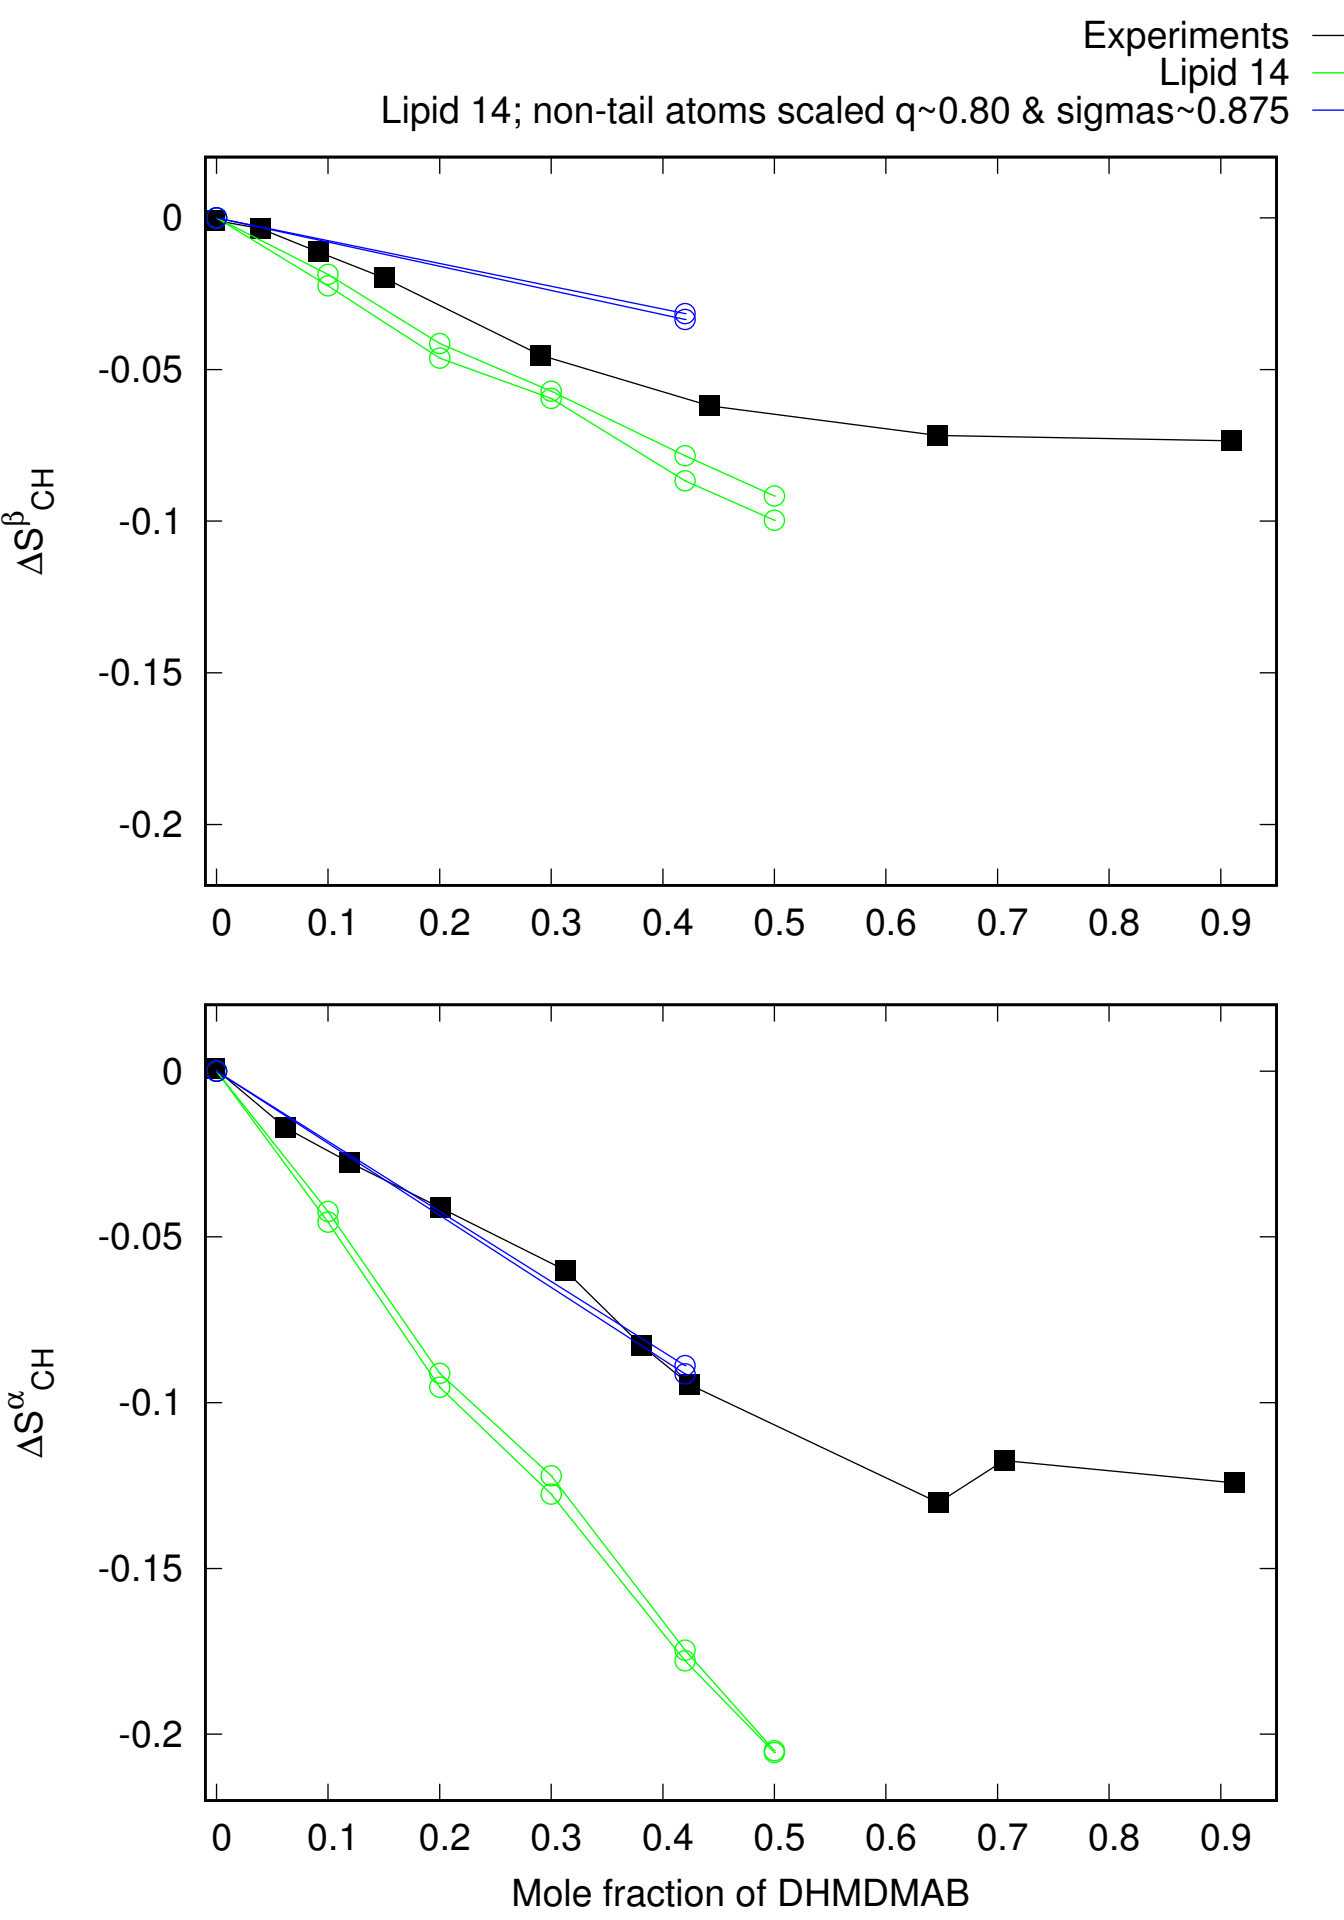 Experiments
Lipid 14
Lipid 14; non-tail atoms scaled q~0.80 & sigmas~0.875
0
-0.05
-0.1
-0.15
-0.2
ΔSβCH
0 0.1 0.2 0.3 0.4 0.5 0.6 0.7 0.8 0.9
0
-0.05
-0.1
-0.15
-0.2
ΔSαCH
0 0.1 0.2 0.3 0.4 0.5 0.6 0.7 0.8 0.9
Mole fraction of DHMDMAB